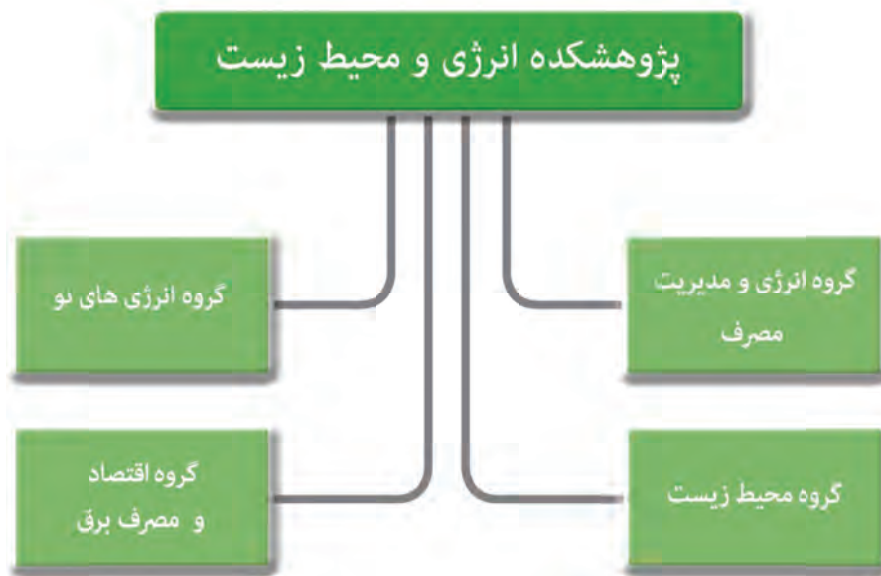 پژوهشکده انرژی و محیط زیست
گروه انرژی و مدیریت
مصرف
گروه انرژی های نو
گروه محیط زیست
گروه اقتصاد
و مصرف برق